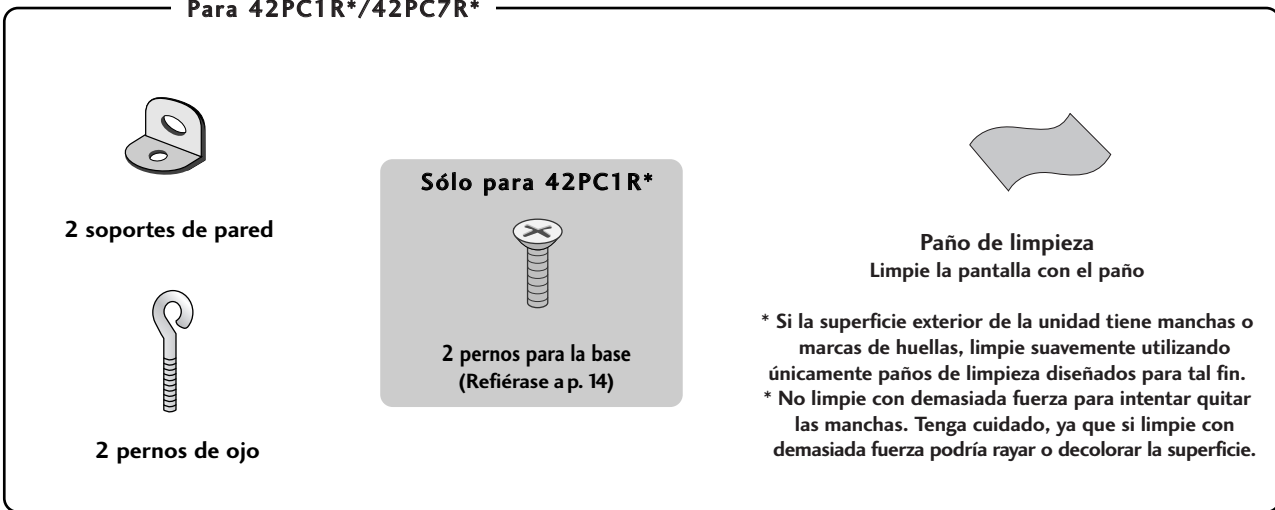 Para 42PC1R*/42PC7R*
2 soportes de pared
2 pernos de ojo
Sólo para 42PC1R*
2 pernos para la base
(Refiérase a p. 14)
Paño de limpieza
Limpie la pantalla con el paño
* Si la superficie exterior de la unidad tiene manchas o
marcas de huellas, limpie suavemente utilizando
únicamente paños de limpieza diseñados para tal fin.
* No limpie con demasiada fuerza para intentar quitar
las manchas. Tenga cuidado, ya que si limpie con
demasiada fuerza podría rayar o decolorar la superficie.